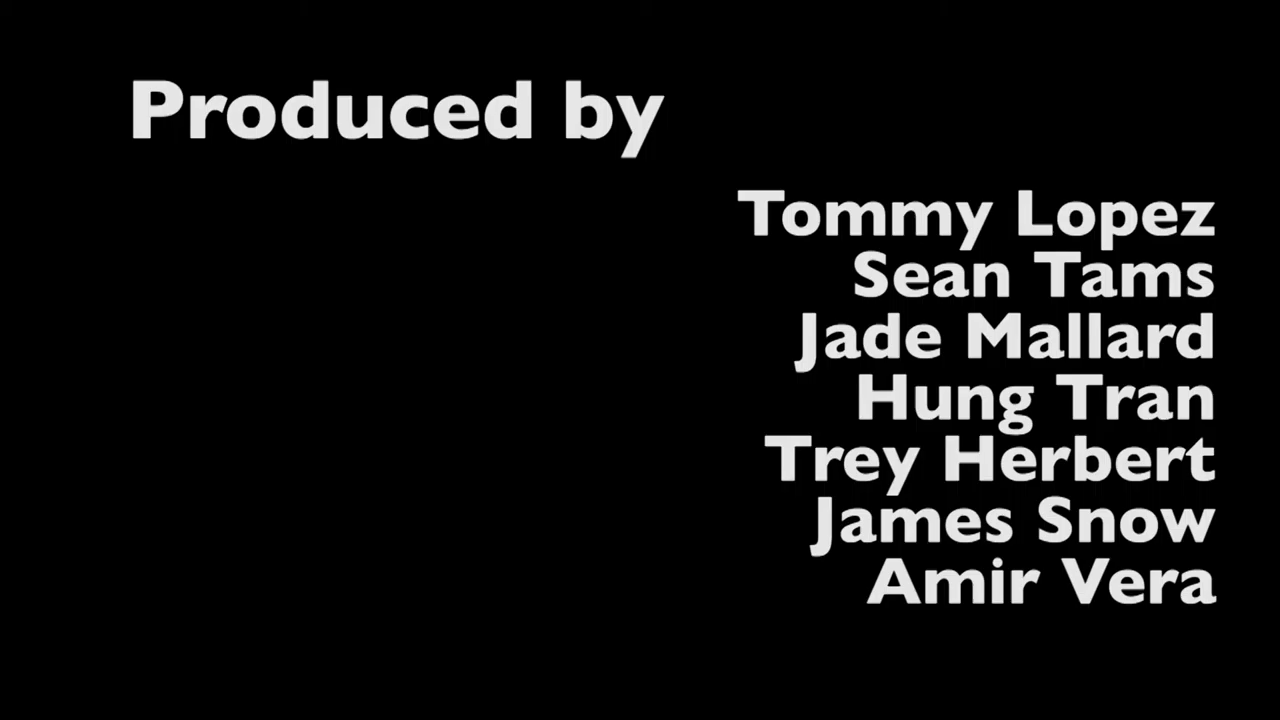 Produced by
Tommy Lopez
Sean Tams
Jade Mallard
Hung Tran
Trey Herbert
James Snow
Amir Vera